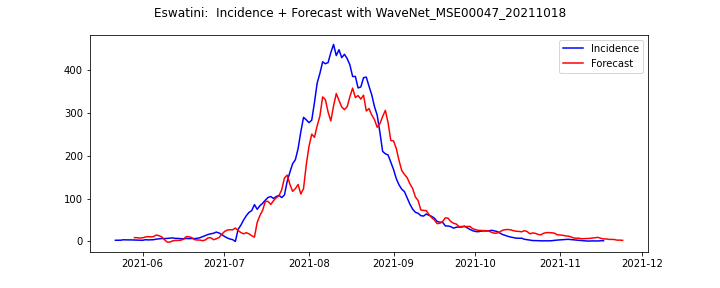 Eswatini:  Incidence + Forecast with WaveNet_MSE00047_20211018
Incidence
Forecast
400
300
200
100
0
2021-06 2021-07 2021-08 2021-09 2021-10 2021-11 2021-12